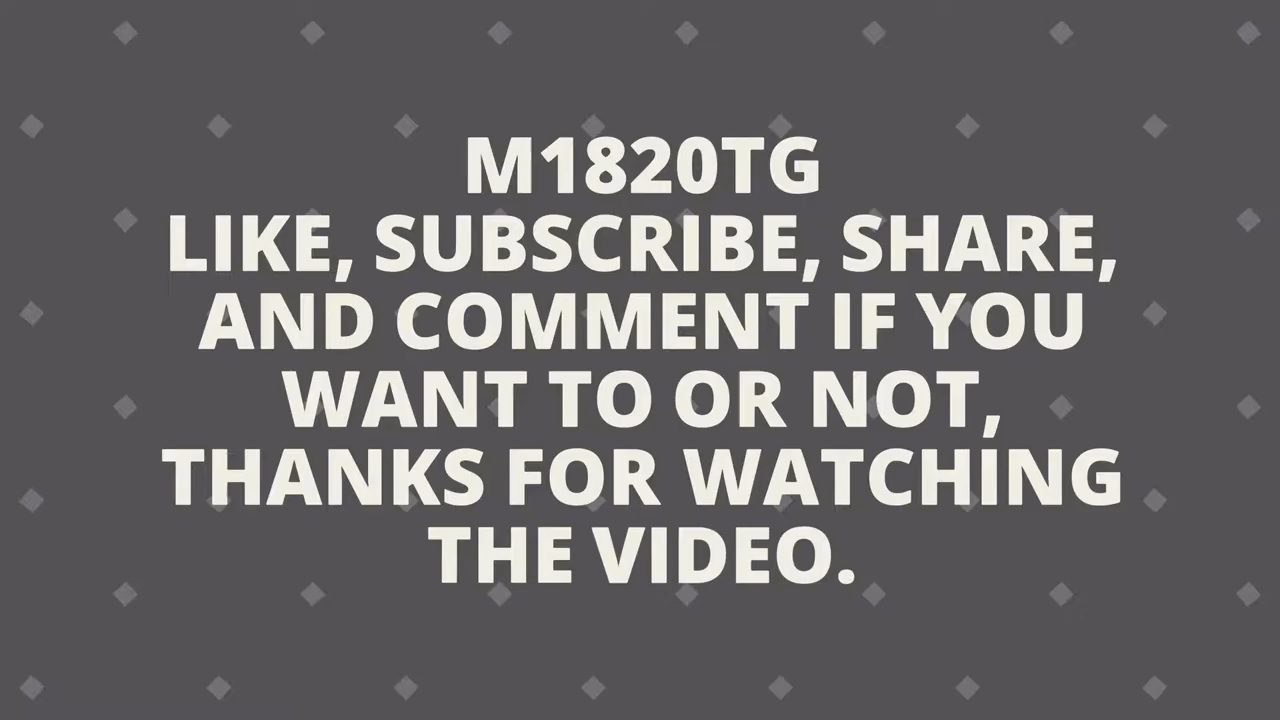 M1820TG
LIKE, SUBSCRIBE, SHARE,
AND COMMENT IF YOU
WANT TO OR NOT,
THANKS FOR WATCHING
THE VIDEO.